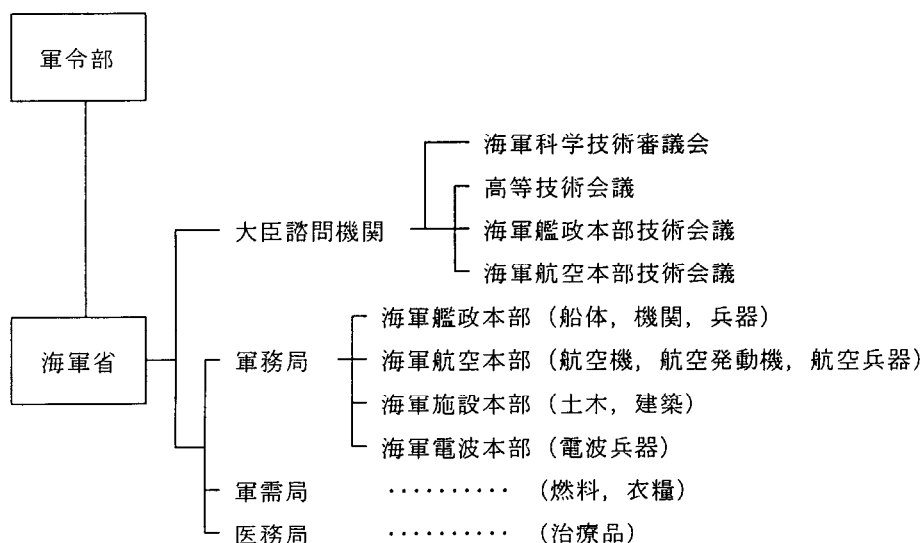 軍令部
海軍科学技術審議会
高等技術会議
大臣諮問機関
海軍艦政本部技術会議
海軍航空本部技術会議
海軍省
海軍艦政本部（船体，機関，兵器）
軍務局
海軍航空本部（航空機，航空発動機，航空兵器）
海軍施設本部（土木，建築）
海軍電波本部（電波兵器）
軍需局 ･･････････ （燃料，衣糧）
医務局 ･･････････ （治療品）